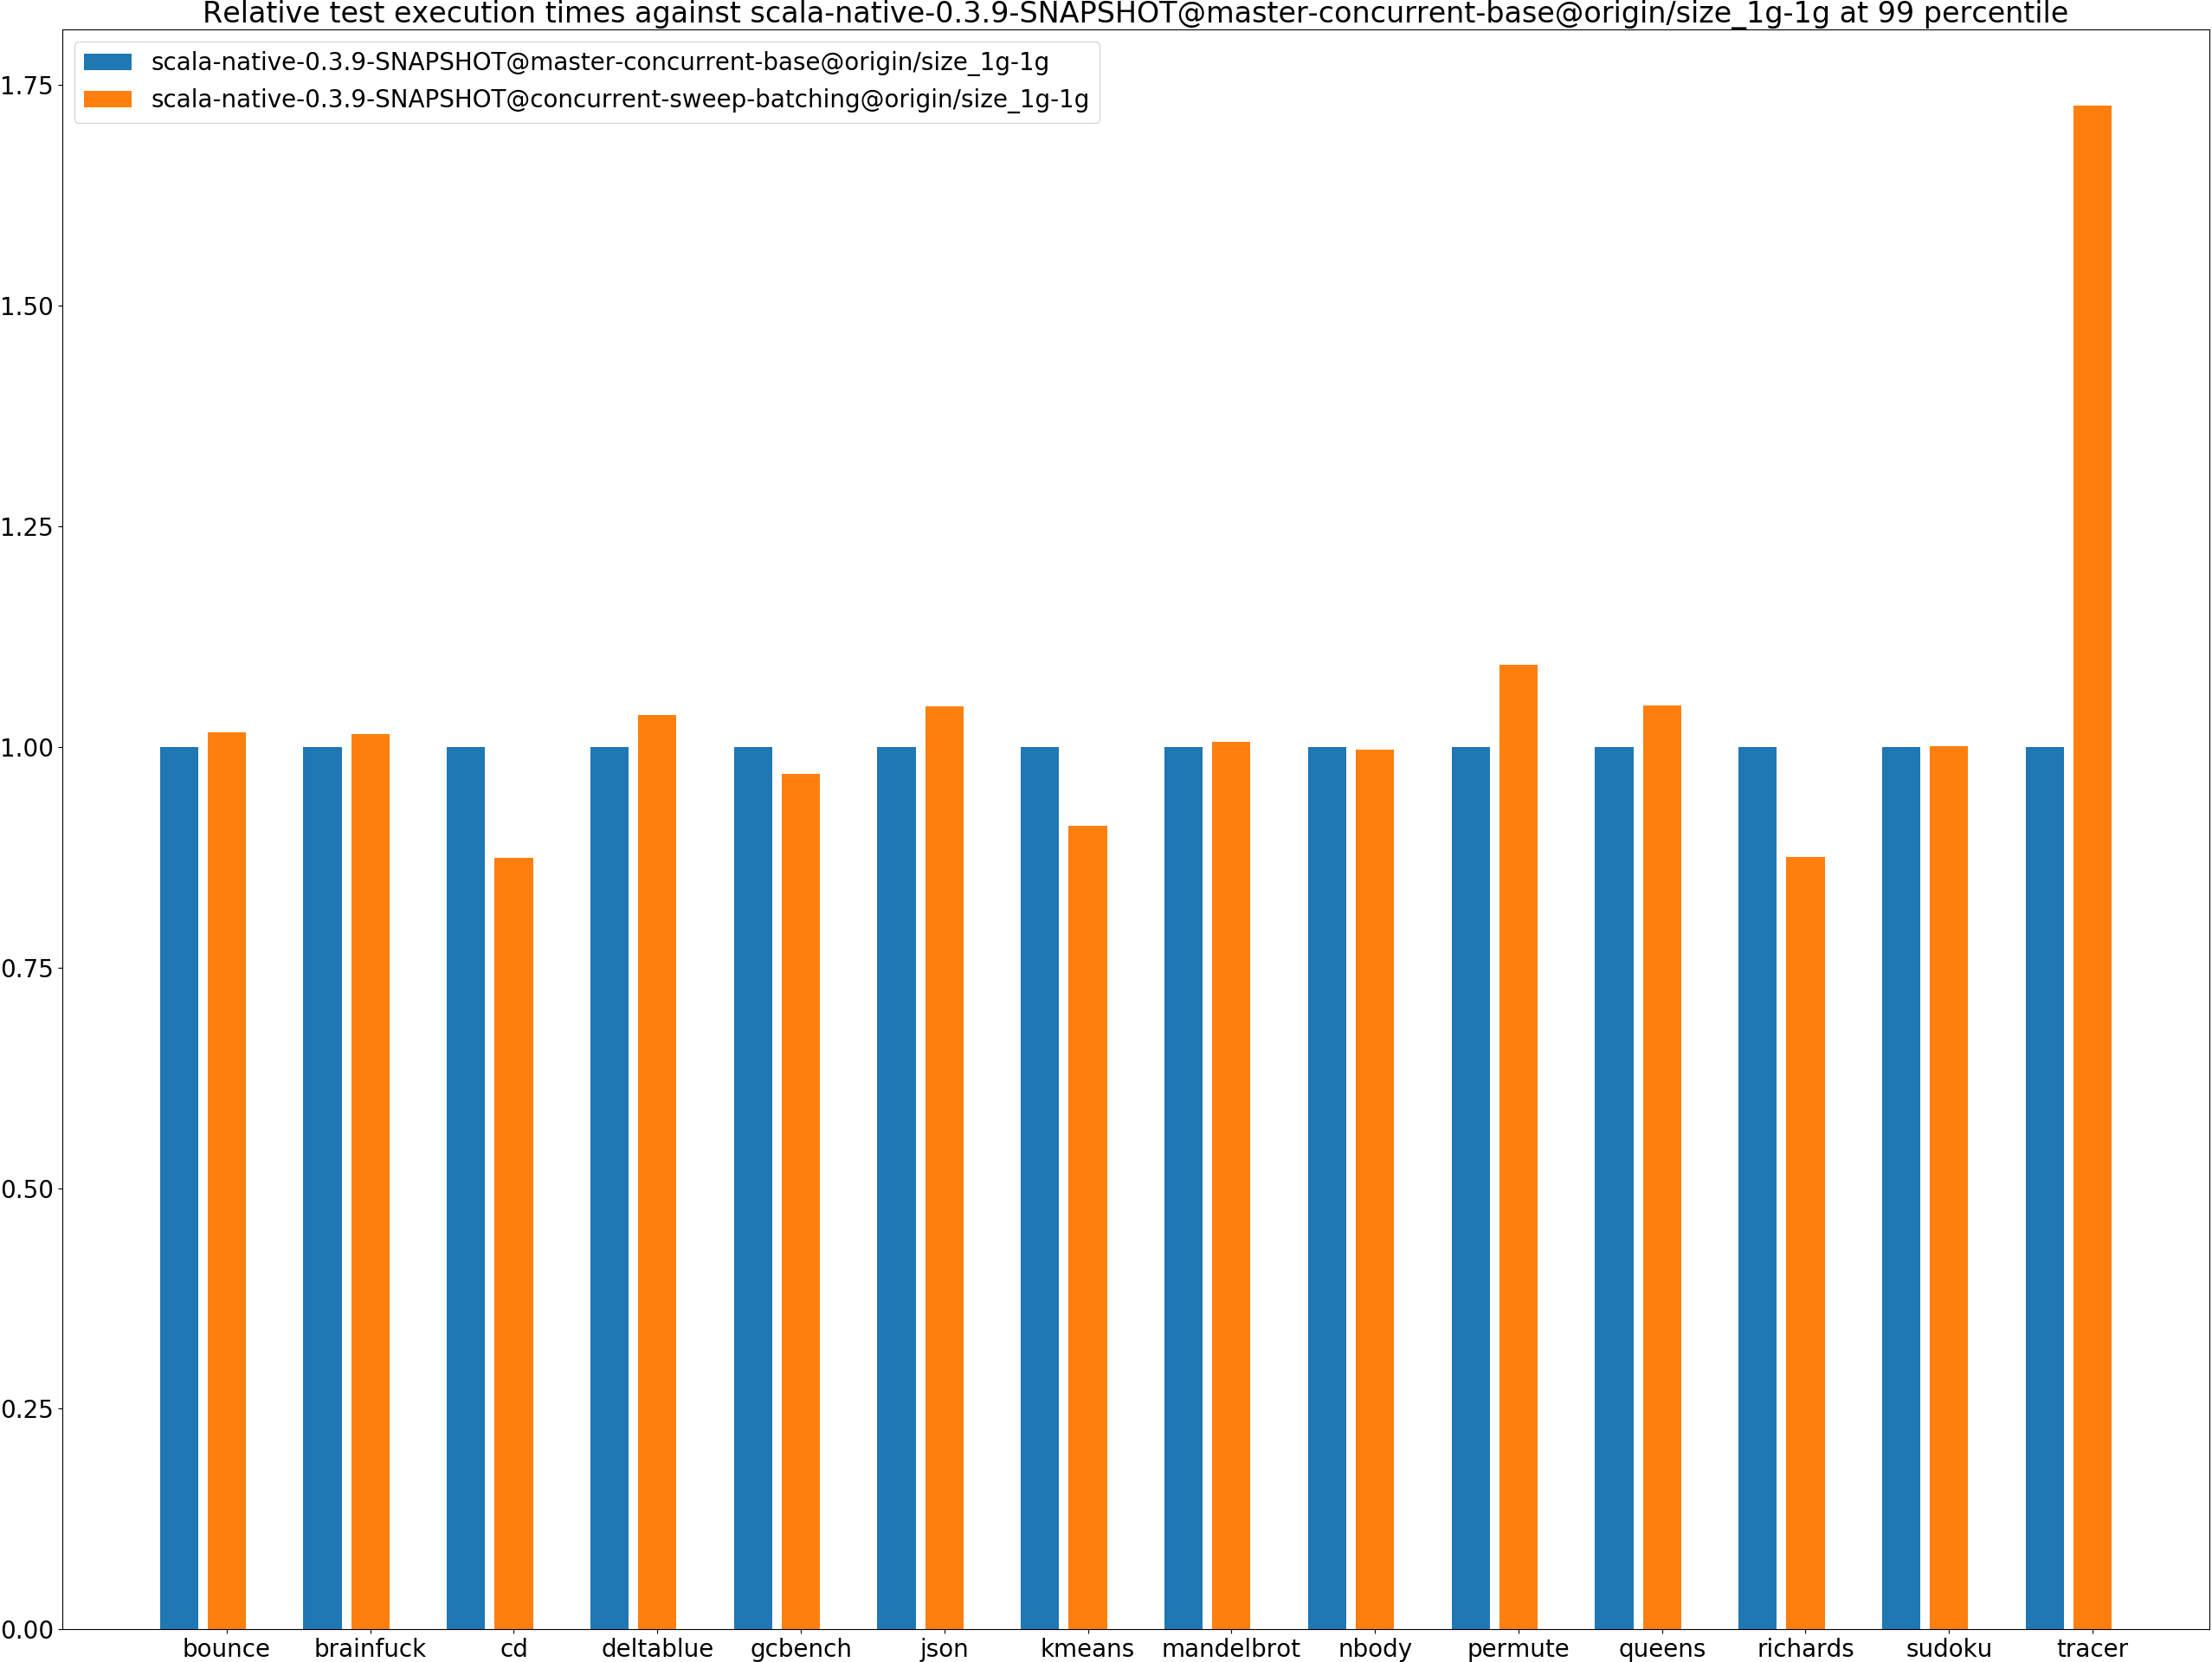 Relative test execution times against scala-native-0.3.9-SNAPSHOT@master-concurrent-base@origin/size_1g-1g at 99 percentile
scala-native-0.3.9-SNAPSHOT@master-concurrent-base@origin/size_1g-1g
scala-native-0.3.9-SNAPSHOT@concurrent-sweep-batching@origin/size_1g-1g
1.75
1.50
1.25
1.00
0.75
0.50
0.25
0.00
bounce brainfuck cd deltablue gcbench json kmeans mandelbrot nbody permute queens richards sudoku tracer